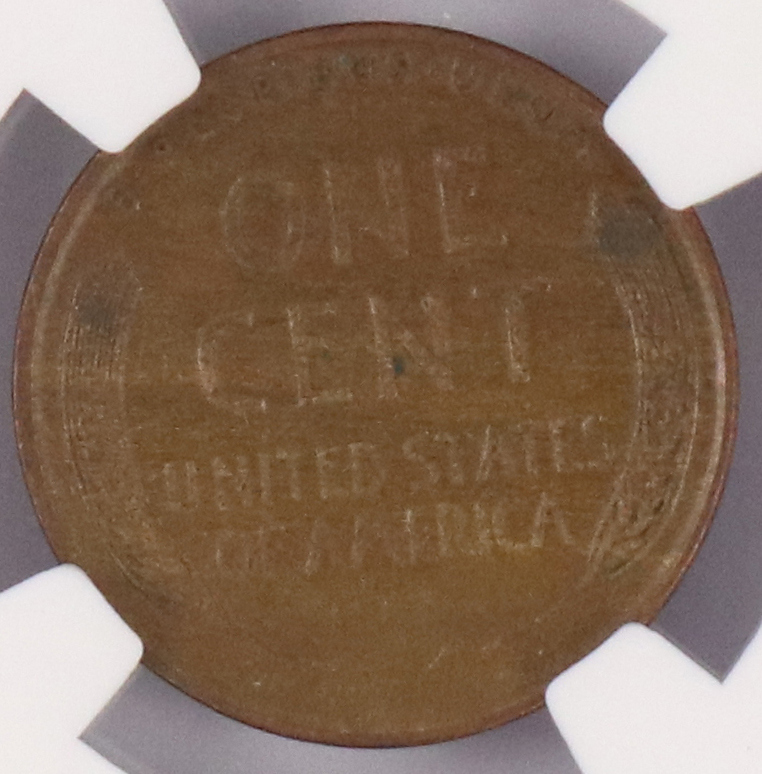 ONE
CENT
UNITED STATES
OF AMERICA